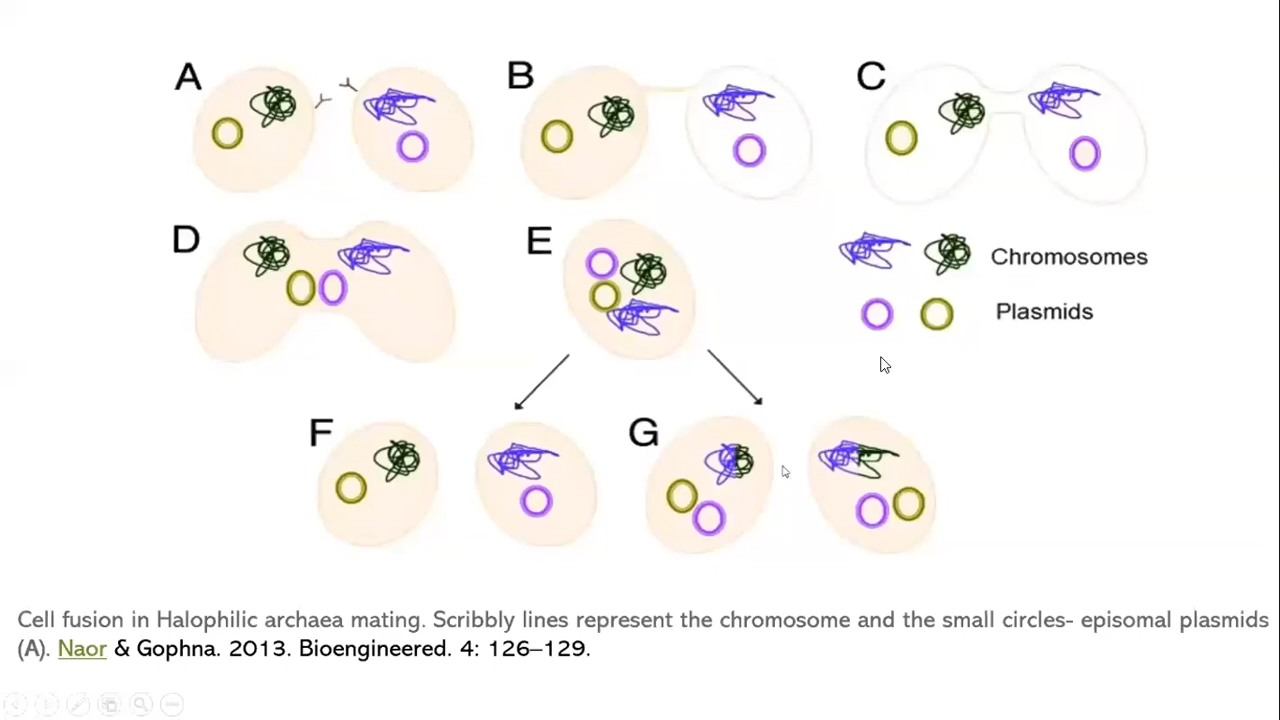 A
B
C
D
E
Chromosomes
Plasmids
F
G
Cell fusion in Halophilic archaea mating. Scribbly lines represent the chromosome and the small circles- episomal plasmids
(A). Naor & Gophna. 2013. Bioengineered. 4: 126–129.